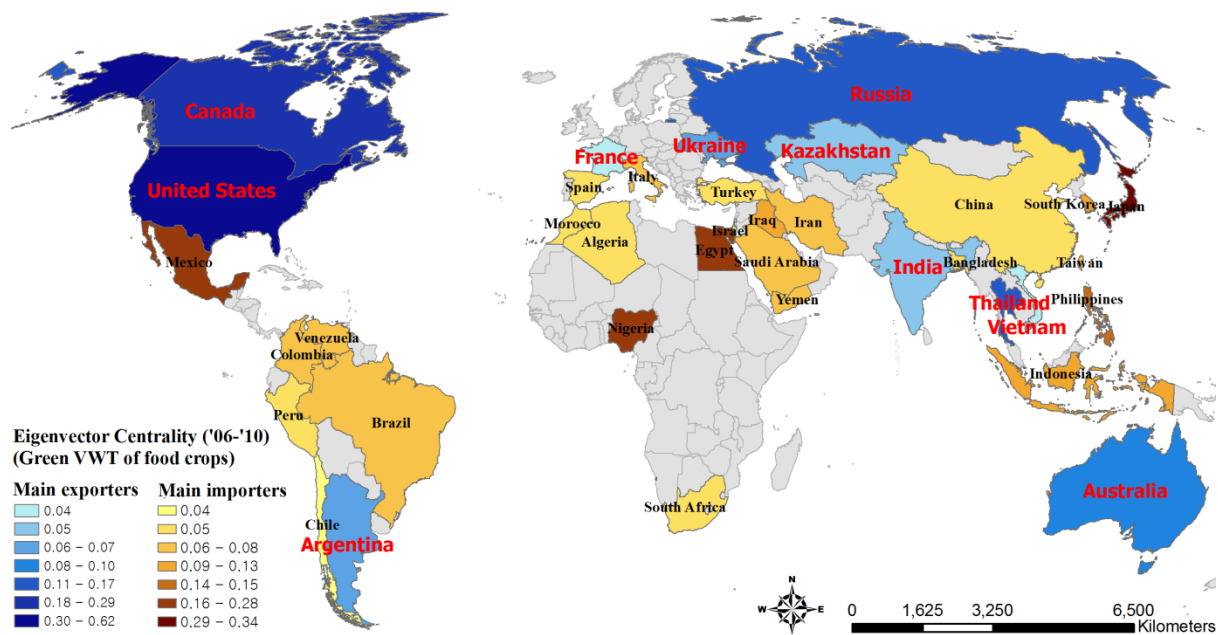 Canada
United States
Mexico
Venezuela
Colombia
Peru
Brazil
Chile
Argentina
Russia
Ukraine
Kazakhstan
France
Italy
Spain
Turkey
China
South Korea
Japan
Morocco
Algeria
Israel
Iraq
Iran
Egypt
Saudi Arabia
Yemen
India
Bangladesh
Taiwan
Thailand
Vietnam
Philippines
Nigeria
Indonesia
South Africa
Australia
Eigenvector Centrality ('06-'10)
(Green VWT of food crops)
Main exporters
0.04
0.05
0.06 – 0.07
0.08 – 0.10
0.11 – 0.17
0.18 – 0.29
0.30 – 0.62
Main importers
0.04
0.05
0.06 – 0.08
0.09 – 0.13
0.14 – 0.15
0.16 – 0.28
0.29 – 0.34
N
W E
S
0 1,625 3,250 6,500
Kilometers